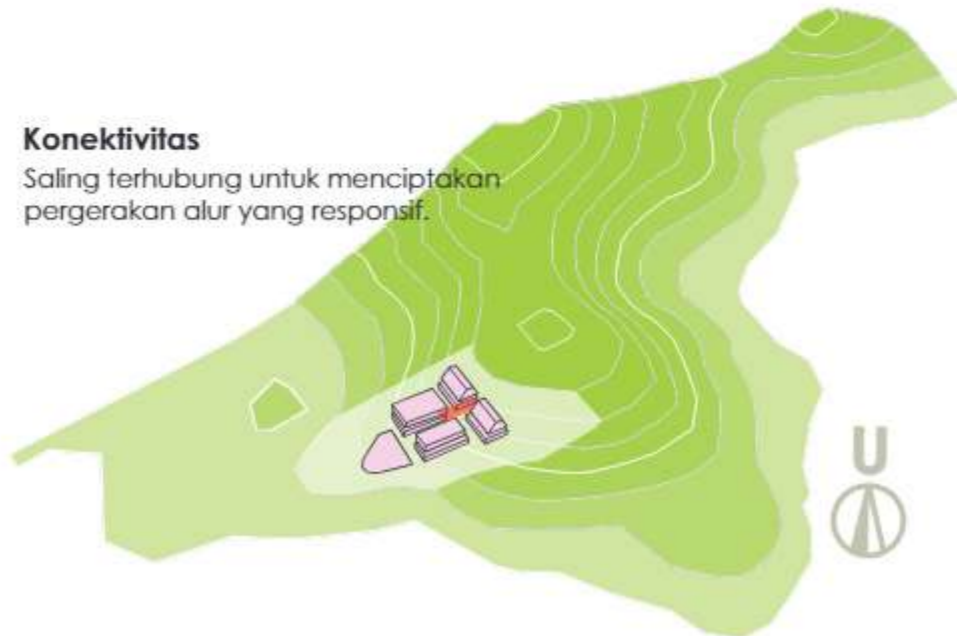 Konektivitas
Saling terhubung untuk menciptakan
pergerakan alur yang responsif.
U